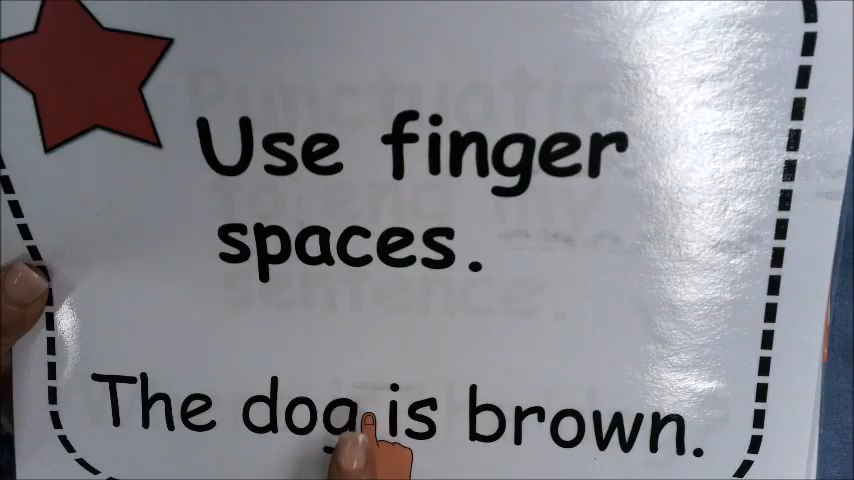 Use finger
spaces.
The dog is brown.